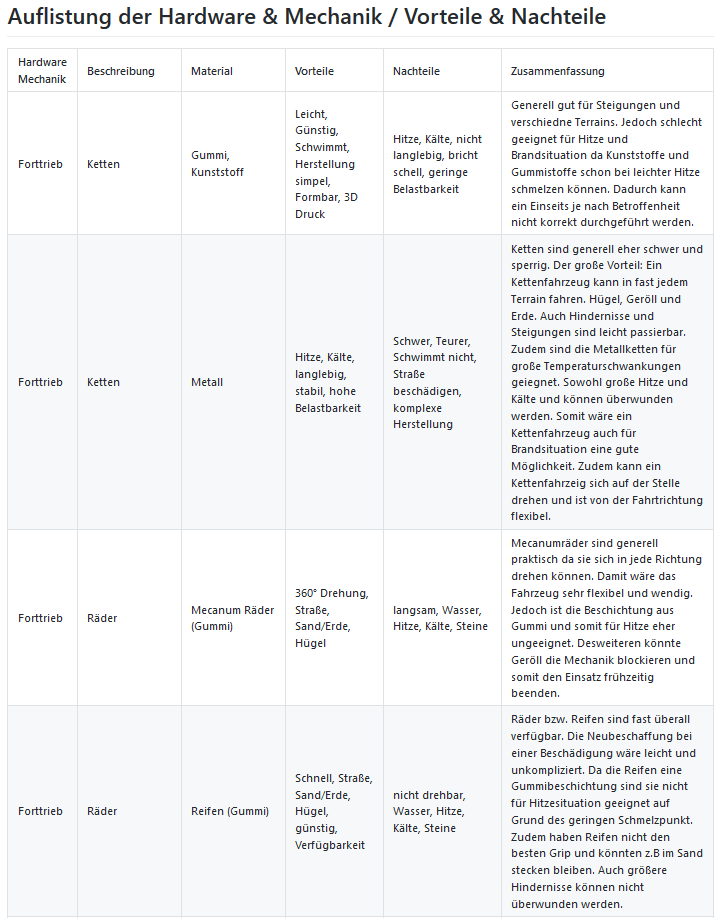 Auflistung der Hardware & Mechanik / Vorteile & Nachteile
Hardware
Mechanik
Beschreibung
Material
Vorteile
Nachteile
Zusammenfassung
Forttrieb
Ketten
Gummi,
Kunststoff
Leicht,
Günstig,
Schwimmt,
Herstellung
simpel,
Formbar, 3D
Druck
Hitze, Kälte, nicht
langlebig, bricht
schell, geringe
Belastbarkeit
Generell gut für Steigungen und
verschiedne Terrains. Jedoch schlecht
geeignet für Hitze und
Brandsituation da Kunststoffe und
Gummistoffe schon bei leichter Hitze
schmelzen können. Dadurch kann
ein Einseits je nach Betroffenheit
nicht korrekt durchgeführt werden.
Forttrieb
Ketten
Metall
Hitze, Kälte,
langlebig,
stabil, hohe
Belastbarkeit
Schwer, Teurer,
Schwimmt nicht,
Straße
beschädigen,
komplexe
Herstellung
Ketten sind generell eher schwer und
sperrig. Der große Vorteil: Ein
Kettenfahrzeug kann in fast jedem
Terrain fahren. Hügel, Geröll und
Erde. Auch Hindernisse und
Steigungen sind leicht passierbar.
Zudem sind die Metallketten für
große Temperaturschwankungen
geiegnet. Sowohl große Hitze und
Kälte und können überwunden
werden. Somit wäre ein
Kettenfahrzeug auch für
Brandsituation eine gute
Möglichkeit. Zudem kann ein
Kettenfahrzeig sich auf der Stelle
drehen und ist von der Fahrtrichtung
flexibel.
Forttrieb
Räder
Mecanum Räder
(Gummi)
360° Drehung,
Straße,
Sand/Erde,
Hügel
langsam, Wasser,
Hitze, Kälte, Steine
Mecanumräder sind generell
praktisch da sie sich in jede Richtung
drehen können. Damit wäre das
Fahrzeug sehr flexibel und wendig.
Jedoch ist die Beschichtung aus
Gummi und somit für Hitze eher
ungeeignet. Desweiteren könnte
Geröll die Mechanik blockieren und
somit den Einsatz frühzeitig
beenden.
Forttrieb
Räder
Reifen (Gummi)
Schnell, Straße,
Sand/Erde,
Hügel,
günstig,
Verfügbarkeit
nicht drehbar,
Wasser, Hitze,
Kälte, Steine
Räder bzw. Reifen sind fast überall
verfügbar. Die Neubeschaffung bei
einer Beschädigung wäre leicht und
unkompliziert. Da die Reifen eine
Gummibeschichtung sind sie nicht
für Hitzesituation geeignet auf
Grund des geringen Schmelzpunkt.
Zudem haben Reifen nicht den
besten Grip und könnten z.B im Sand
stecken bleiben. Auch größere
Hindernisse können nicht
überwunden werden.